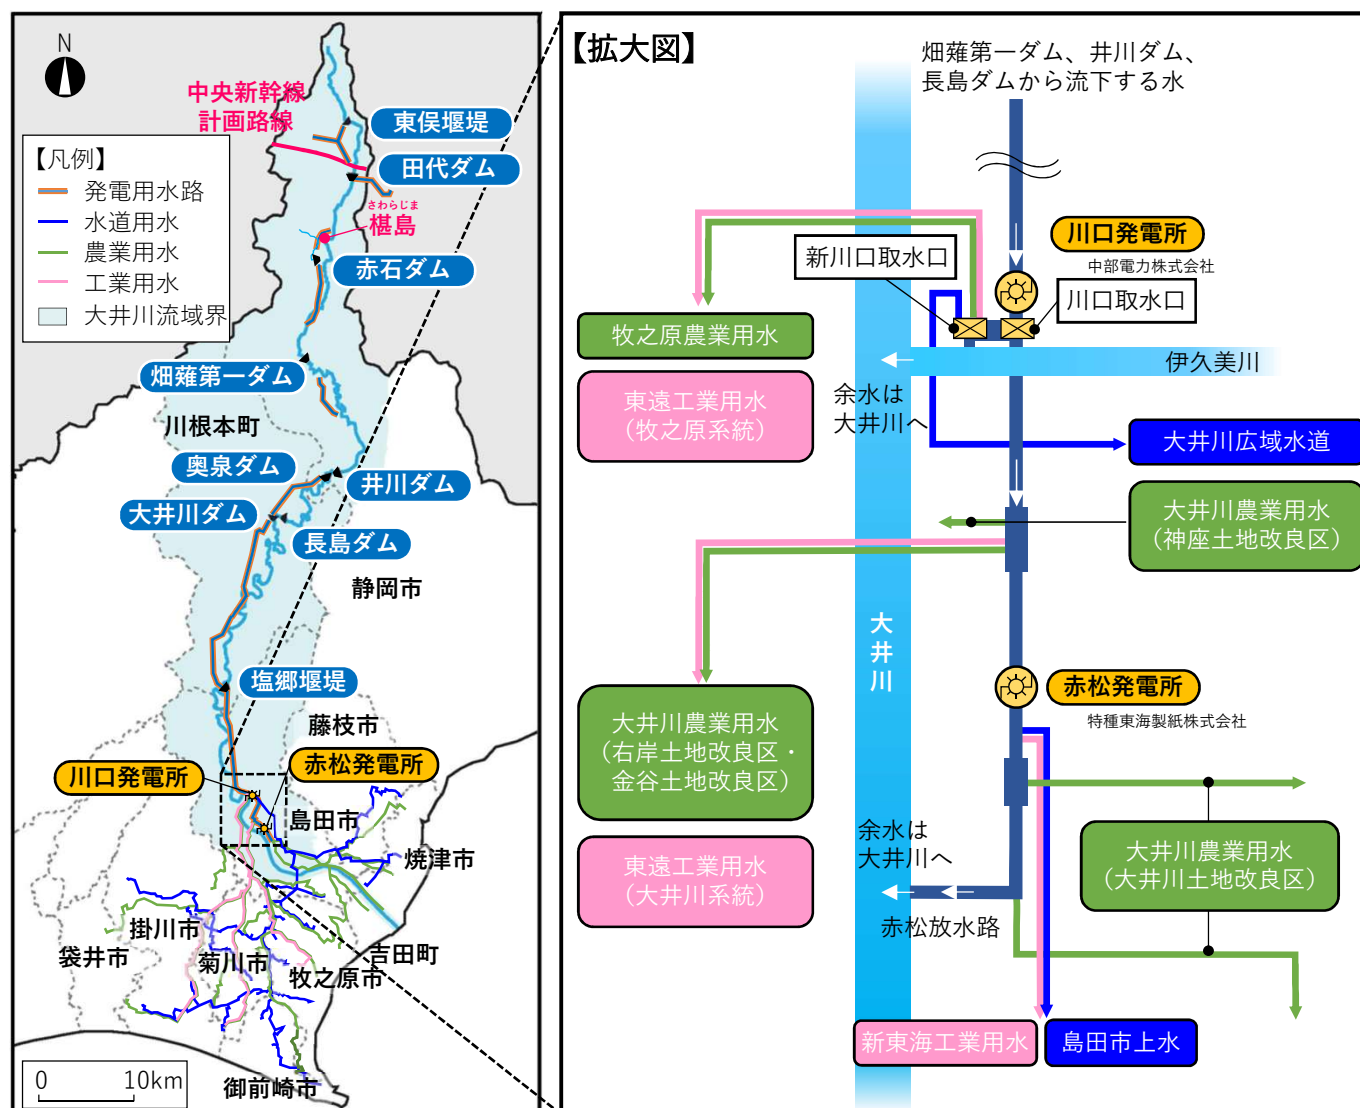 N
中央新幹線
計画路線
【凡例】
発電用水路
水道用水
農業用水
工業用水
大井川流域界
東俣堰堤
田代ダム
さわらじま
椹島
赤石ダム
畑薙第一ダム
川根本町
奥泉ダム
井川ダム
大井川ダム
長島ダム
静岡市
塩郷堰堤
藤枝市
川口発電所
赤松発電所
島田市
焼津市
掛川市
袋井市
菊川市
吉田町
牧之原市
御前崎市
0
10km
【拡大図】
畑薙第一ダム、井川ダム、
長島ダムから流下する水
川口発電所
中部電力株式会社
新川口取水口
川口取水口
牧之原農業用水
東遠工業用水
(牧之原系統)
伊久美川
余水は
大井川へ
大井川広域水道
大井川農業用水
(神座土地改良区)
大井川
赤松発電所
特種東海製紙株式会社
大井川農業用水
(右岸土地改良区・
金谷土地改良区)
東遠工業用水
(大井川系統)
余水は
大井川へ
赤松放水路
大井川農業用水
(大井川土地改良区)
新東海工業用水
島田市上水